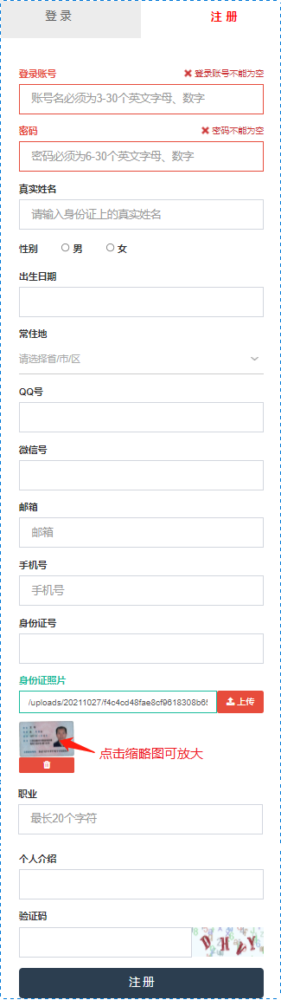 登 录
注 册
登录账号
登录账号不能为空
账号名必须为3-30个英文字母、数字
密码
密码不能为空
密码必须为6-30个英文字母、数字
真实姓名
请输入身份证上的真实姓名
性别 男 女
出生日期
常住地
请选择省/市/区
QQ号
微信号
邮箱
邮箱
手机号
手机号
身份证号
身份证照片
/uploads/20211027/f4c4cd48fae8cf9618308b65
上传
点击缩略图可放大
职业
最长20个字符
个人介绍
验证码
DHLY
注 册